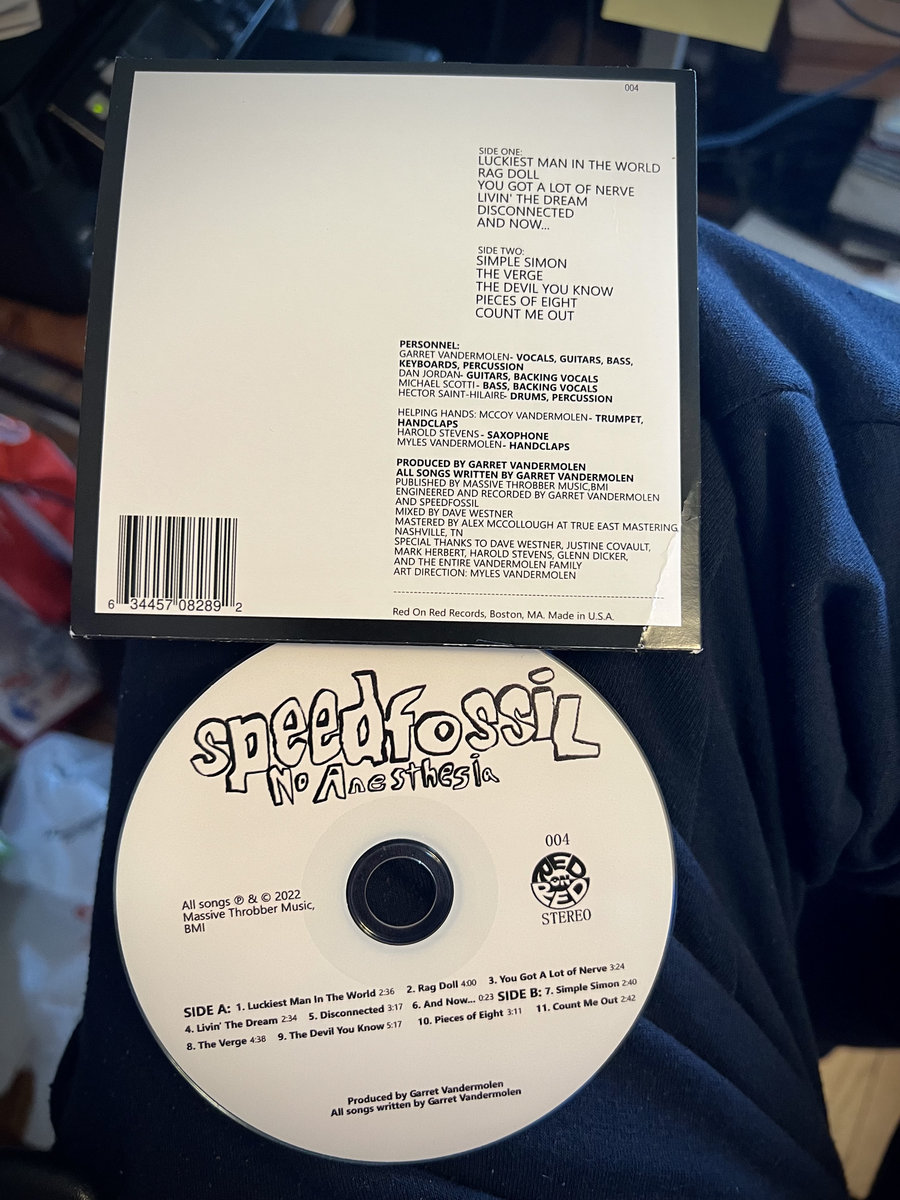 004
SIDE ONE:
LUCKIEST MAN IN THE WORLD
RAG DOLL
YOU GOT A LOT OF NERVE
LIVIN' THE DREAM
DISCONNECTED
AND NOW...
SIDE TWO:
SIMPLE SIMON
THE VERGE
THE DEVIL YOU KNOW
PIECES OF EIGHT
COUNT ME OUT
PERSONNEL:
GARRET VANDERMOLEN- VOCALS, GUITARS, BASS,
KEYBOARDS, PERCUSSION
DAN JORDAN- GUITARS, BACKING VOCALS
MICHAEL SCOTTI- BASS, BACKING VOCALS
HECTOR SAINT-HILAIRE- DRUMS, PERCUSSION
HELPING HANDS: MCCOY VANDERMOLEN- TRUMPET,
HANDCLAPS
HAROLD STEVENS- SAXOPHONE
MYLES VANDERMOLEN- HANDCLAPS
PRODUCED BY GARRET VANDERMOLEN
ALL SONGS WRITTEN BY GARRET VANDERMOLEN
PUBLISHED BY MASSIVE THROBBER MUSIC,BMI
ENGINEERED AND RECORDED BY GARRET VANDERMOLEN
AND SPEEDFOSSIL
MIXED BY DAVE WESTNER
MASTERED BY ALEX MCCOLLOUGH AT TRUE EAST MASTERING
NASHVILLE, TN
SPECIAL THANKS TO DAVE WESTNER, JUSTINE COVAULT,
MARK HERBERT, HAROLD STEVENS, GLENN DICKER,
AND THE ENTIRE VANDERMOLEN FAMILY
ART DIRECTION: MYLES VANDERMOLEN
Red On Red Records, Boston, MA. Made in U.S.A.
6 34457 08289 2
speedfossil
No Anesthesia
004
RED ON RED
STEREO
All songs ℗ & © 2022
Massive Throbber Music,
BMI
SIDE A: 1. Luckiest Man In The World 2:36 2. Rag Doll 4:00 3. You Got A Lot of Nerve 3:24
4. Livin' The Dream 2:34 5. Disconnected 3:17 6. And Now... 0:23 SIDE B: 7. Simple Simon 2:40
8. The Verge 4:38 9. The Devil You Know 5:17 10. Pieces of Eight 3:11 11. Count Me Out 2:42
Produced by Garret Vandermolen
All songs written by Garret Vandermolen